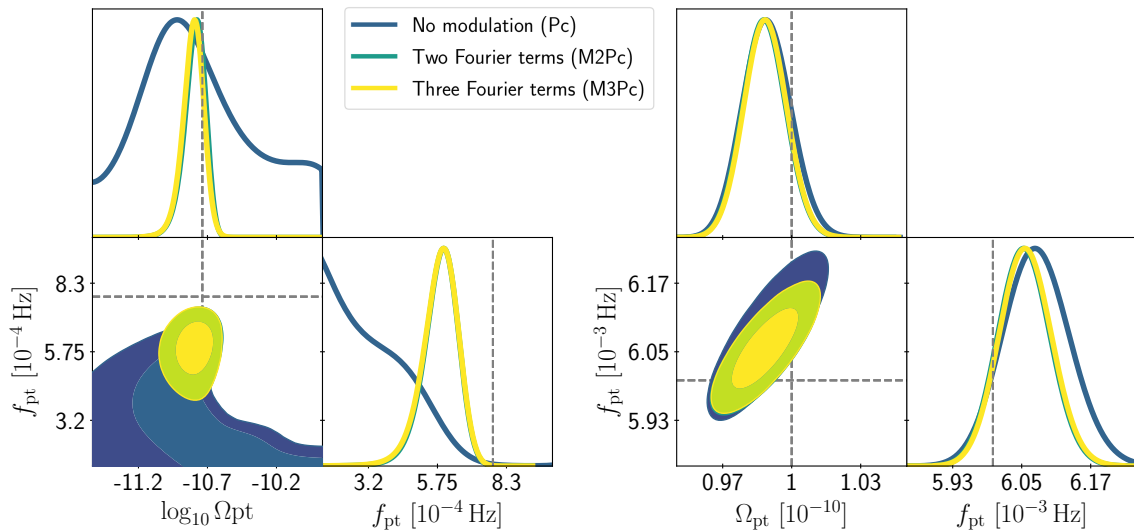 No modulation (Pc)
Two Fourier terms (M2Pc)
Three Fourier terms (M3Pc)
8.3
5.75
3.2
f_pt [10⁻⁴ Hz]
-11.2 -10.7 -10.2
log₁₀ Ωpt
3.2 5.75 8.3
f_pt [10⁻⁴ Hz]
6.17
6.05
5.93
f_pt [10⁻³ Hz]
0.97 1 1.03
Ω_pt [10⁻¹⁰]
5.93 6.05 6.17
f_pt [10⁻³ Hz]